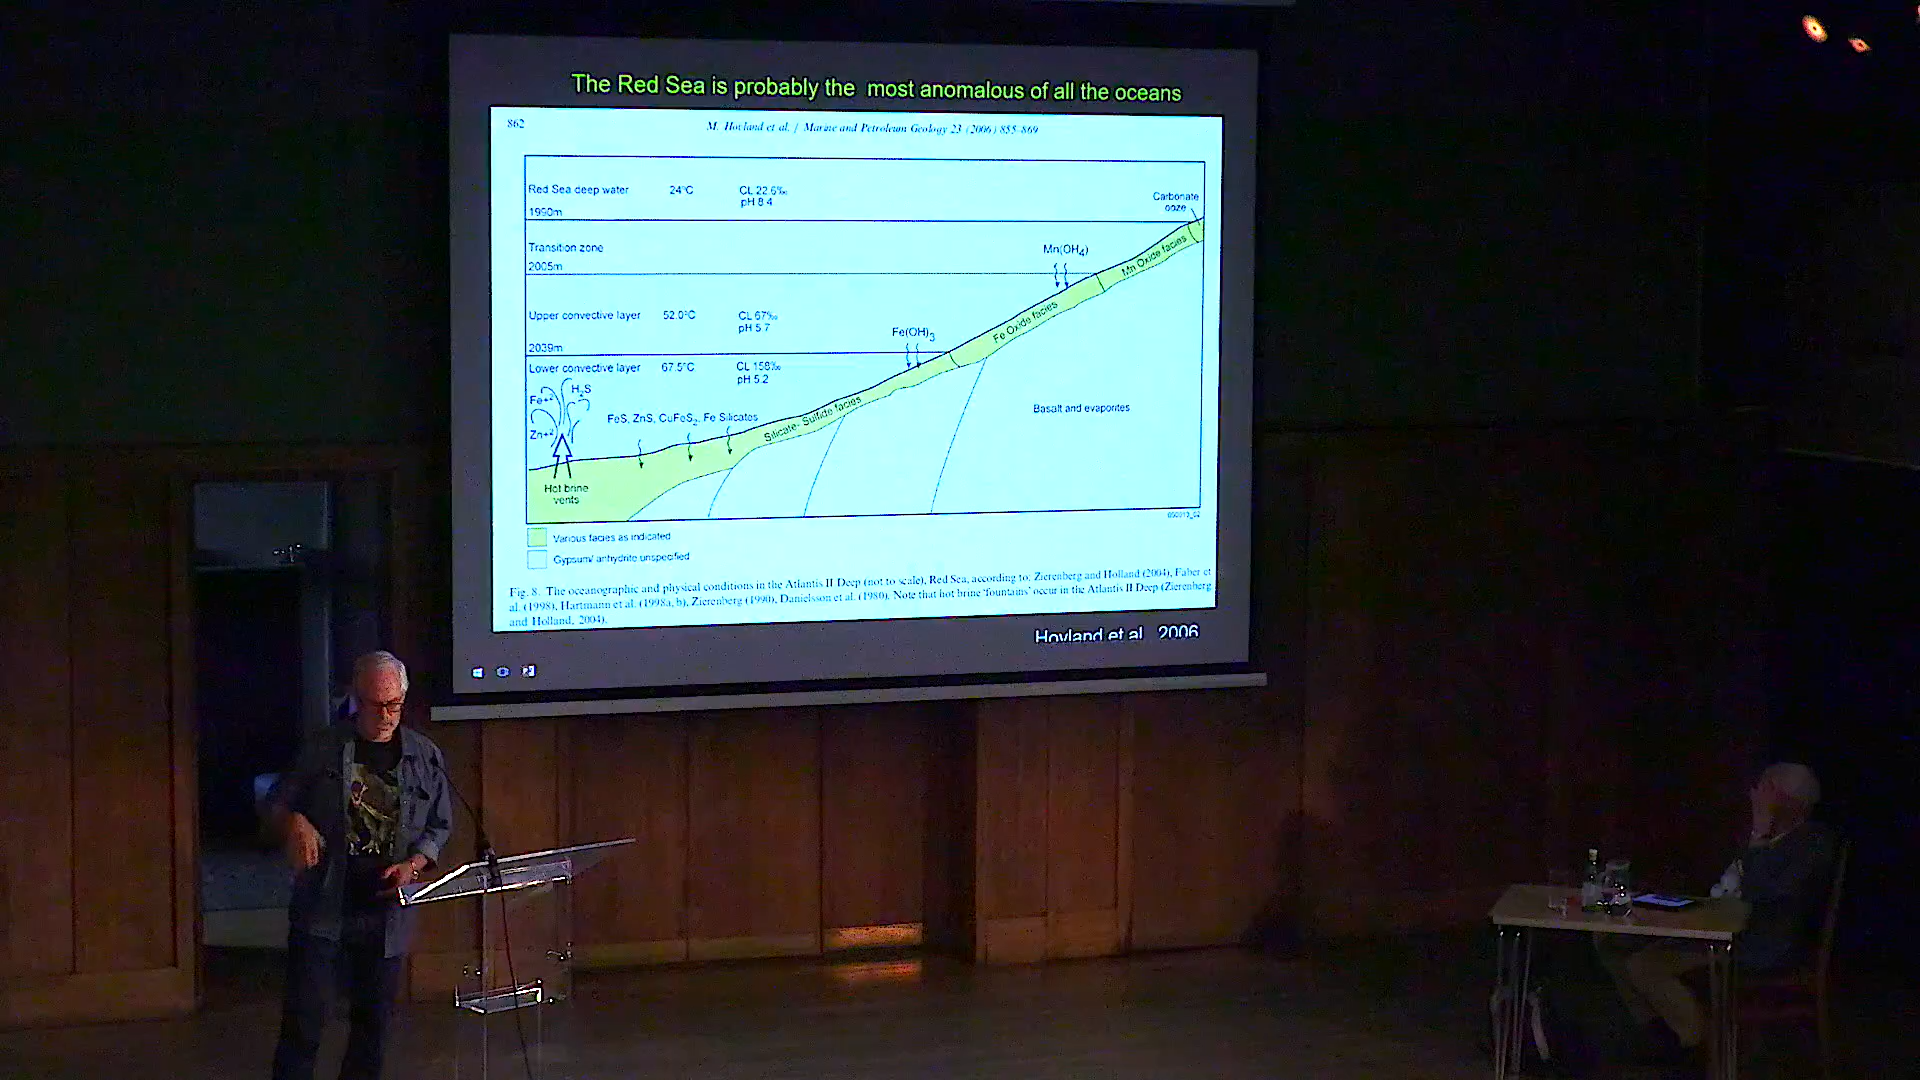 The Red Sea is probably the most anomalous of all the oceans
862
M. Hovland et al. / Marine and Petroleum Geology 23 (2006) 855–869
Red Sea deep water 24°C CL 22.6‰
pH 8.4
1990m
Carbonate
ooze
Transition zone
2005m
Mn(OH4)
Mn Oxide facies
Upper convective layer 52.0°C CL 67‰
pH 5.7
2039m
Fe(OH)3
Fe Oxide facies
Lower convective layer 67.5°C CL 158‰
pH 5.2
Fe+2
H2S
Zn+2
FeS, ZnS, CuFeS2, Fe Silicates
Silicate- Sulfide facies
Basalt and evaporites
Hot brine
vents
Various facies as indicated
Gypsum/ anhydrite unspecified
Fig. 8. The oceanographic and physical conditions in the Atlantis II Deep (not to scale), Red Sea, according to: Zierenberg and Holland (2004), Faber et
al. (1998), Hartmann et al. (1998a, b), Zierenberg (1990), Danielsson et al. (1980). Note that hot brine 'fountains' occur in the Atlantis II Deep (Zierenberg
and Holland, 2004).
Hovland et al 2006